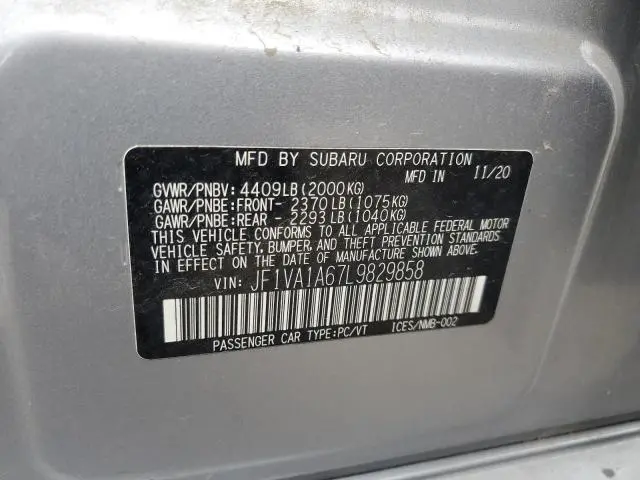 MFD BY SUBARU CORPORATION
MFD IN 11/20
GVWR/PNBV: 4409LB(2000KG)
GAWR/PNBE:FRONT- 2370LB(1075KG)
GAWR/PNBE:REAR - 2293LB(1040KG)
THIS VEHICLE CONFORMS TO ALL APPLICABLE FEDERAL MOTOR
VEHICLE SAFETY, BUMPER, AND THEFT PREVENTION STANDARDS
IN EFFECT ON THE DATE OF MANUFACTURE SHOWN ABOVE.
VIN: JF1VA1A67L9829858
PASSENGER CAR TYPE:PC/VT ICES/NMB-002